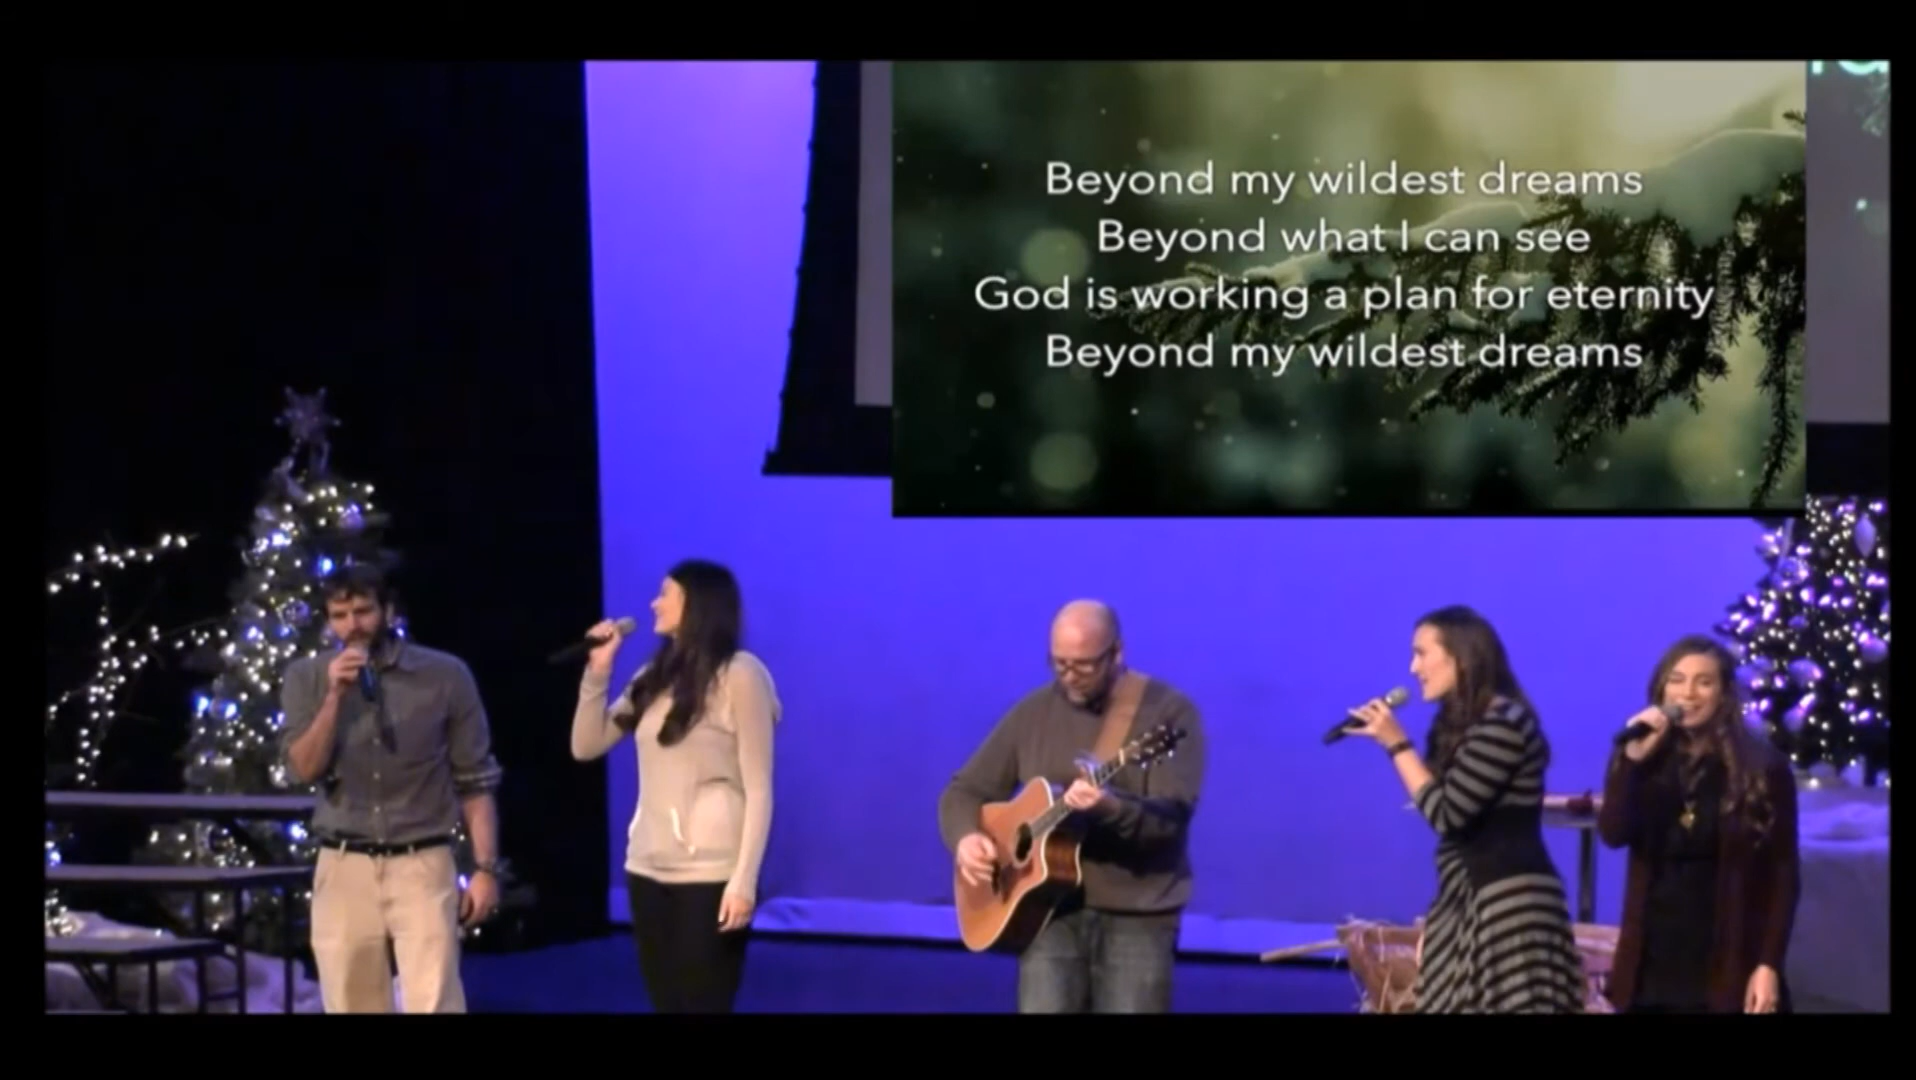 Beyond my wildest dreams
Beyond what I can see
God is working a plan for eternity
Beyond my wildest dreams